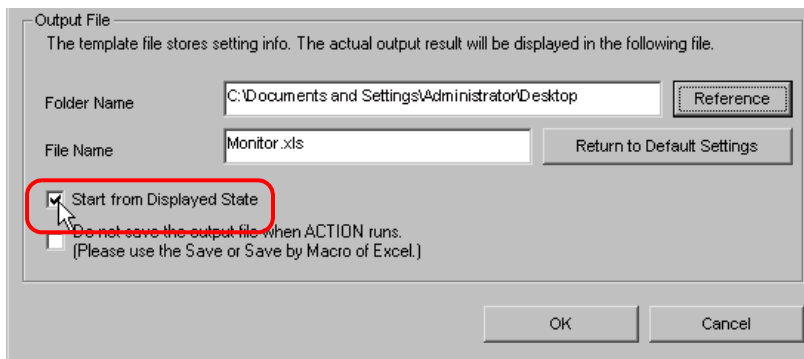 Output File
The template file stores setting info. The actual output result will be displayed in the following file.
Folder Name
C:\Documents and Settings\Administrator\Desktop
Reference
File Name
Monitor.xls
Return to Default Settings
Start from Displayed State
Do not save the output file when ACTION runs.
(Please use the Save or Save by Macro of Excel.)
OK
Cancel